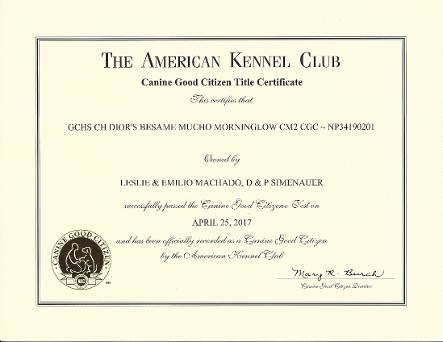 THE AMERICAN KENNEL CLUB
Canine Good Citizen Title Certificate
This certifies that
GCHS CH DIOR'S BESAME MUCHO MORNINGLOW CM2 CGC ~ NP34190201
Owned by
LESLIE & EMILIO MACHADO, D & P SIMENAUER
successfully passed the Canine Good Citizens Test on
APRIL 25, 2017
and has been officially recorded as a Canine Good Citizen
by the American Kennel Club
CANINE GOOD CITIZEN
AKC
Mary R. Burch
Canine Good Citizen Director